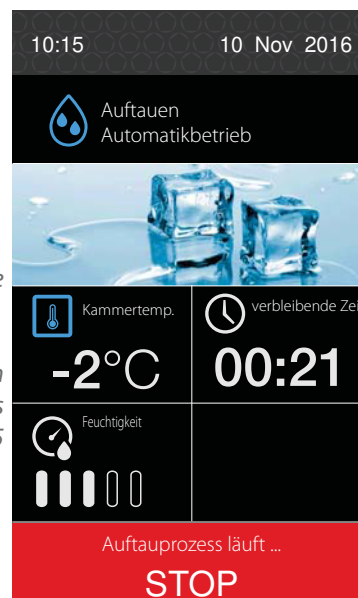 10:15 10 Nov 2016
Auftauen
Automatikbetrieb
Kammertemp.
-2°C
verbleibende Zei
00:21
Feuchtigkeit
Auftauprozess läuft ...
STOP